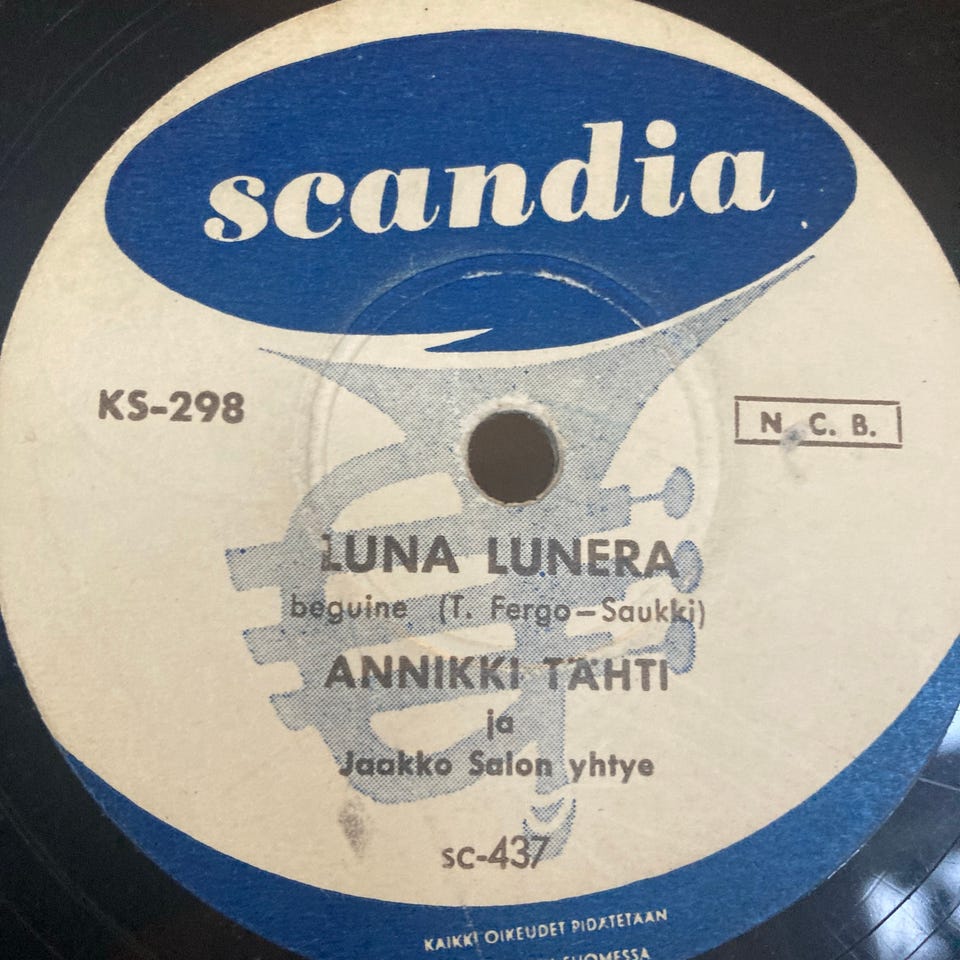 scandia
KS-298
N. C. B.
LUNA LUNERA
beguine (T. Fergo-Saukki)
ANNIKKI TÄHTI
ja
Jaakko Salon yhtye
SC-437
KAIKKI OIKEUDET PIDÄTETÄÄN
SUOMESSA